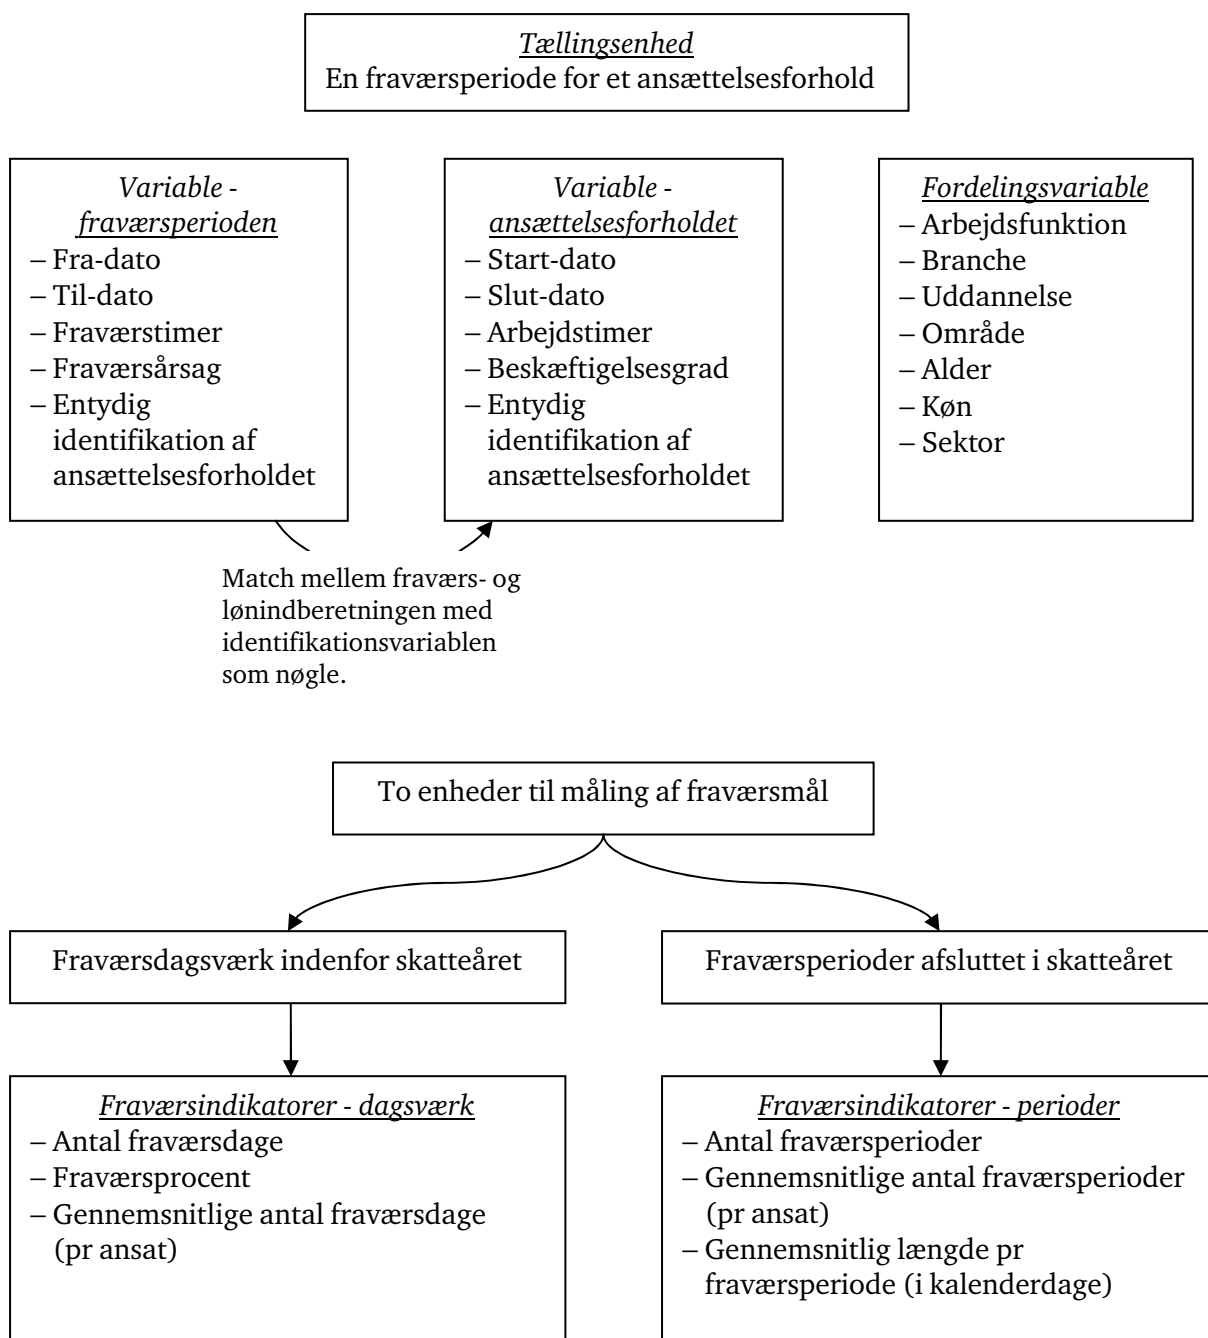 Tællingsenhed
En fraværsperiode for et ansættelsesforhold
Variable -
fraværsperioden
– Fra-dato
– Til-dato
– Fraværstimer
– Fraværsårsag
– Entydig
identifikation af
ansættelsesforholdet
Variable -
ansættelsesforholdet
– Start-dato
– Slut-dato
– Arbejdstimer
– Beskæftigelsesgrad
– Entydig
identifikation af
ansættelsesforholdet
Fordelingsvariable
– Arbejdsfunktion
– Branche
– Uddannelse
– Område
– Alder
– Køn
– Sektor
Match mellem fraværs- og
lønindberetningen med
identifikationsvariablen
som nøgle.
To enheder til måling af fraværsmål
Fraværsdagsværk indenfor skatteåret
Fraværsperioder afsluttet i skatteåret
Fraværsindikatorer - dagsværk
– Antal fraværsdage
– Fraværsprocent
– Gennemsnitlige antal fraværsdage
(pr ansat)
Fraværsindikatorer - perioder
– Antal fraværsperioder
– Gennemsnitlige antal fraværsperioder
(pr ansat)
– Gennemsnitlig længde pr
fraværsperiode (i kalenderdage)